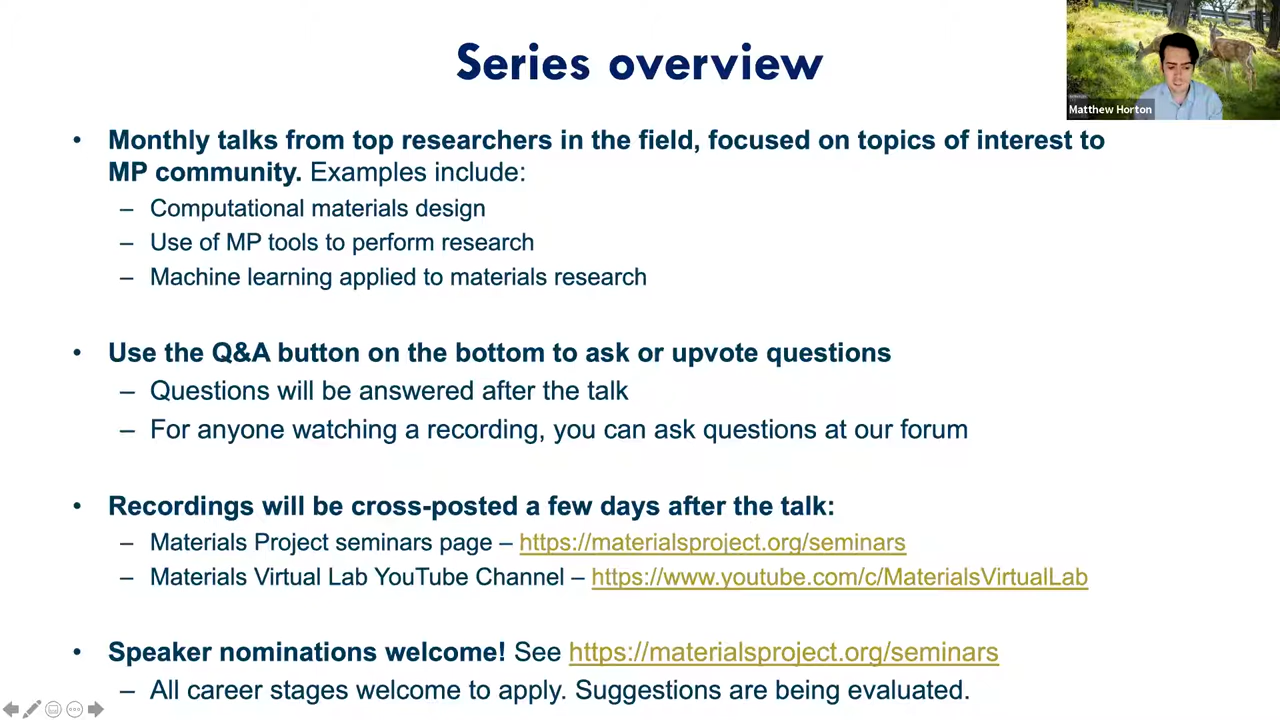 Series overview
Matthew Horton
• Monthly talks from top researchers in the field, focused on topics of interest to
MP community. Examples include:
– Computational materials design
– Use of MP tools to perform research
– Machine learning applied to materials research
• Use the Q&A button on the bottom to ask or upvote questions
– Questions will be answered after the talk
– For anyone watching a recording, you can ask questions at our forum
• Recordings will be cross-posted a few days after the talk:
– Materials Project seminars page – https://materialsproject.org/seminars
– Materials Virtual Lab YouTube Channel – https://www.youtube.com/c/MaterialsVirtualLab
• Speaker nominations welcome! See https://materialsproject.org/seminars
– All career stages welcome to apply. Suggestions are being evaluated.